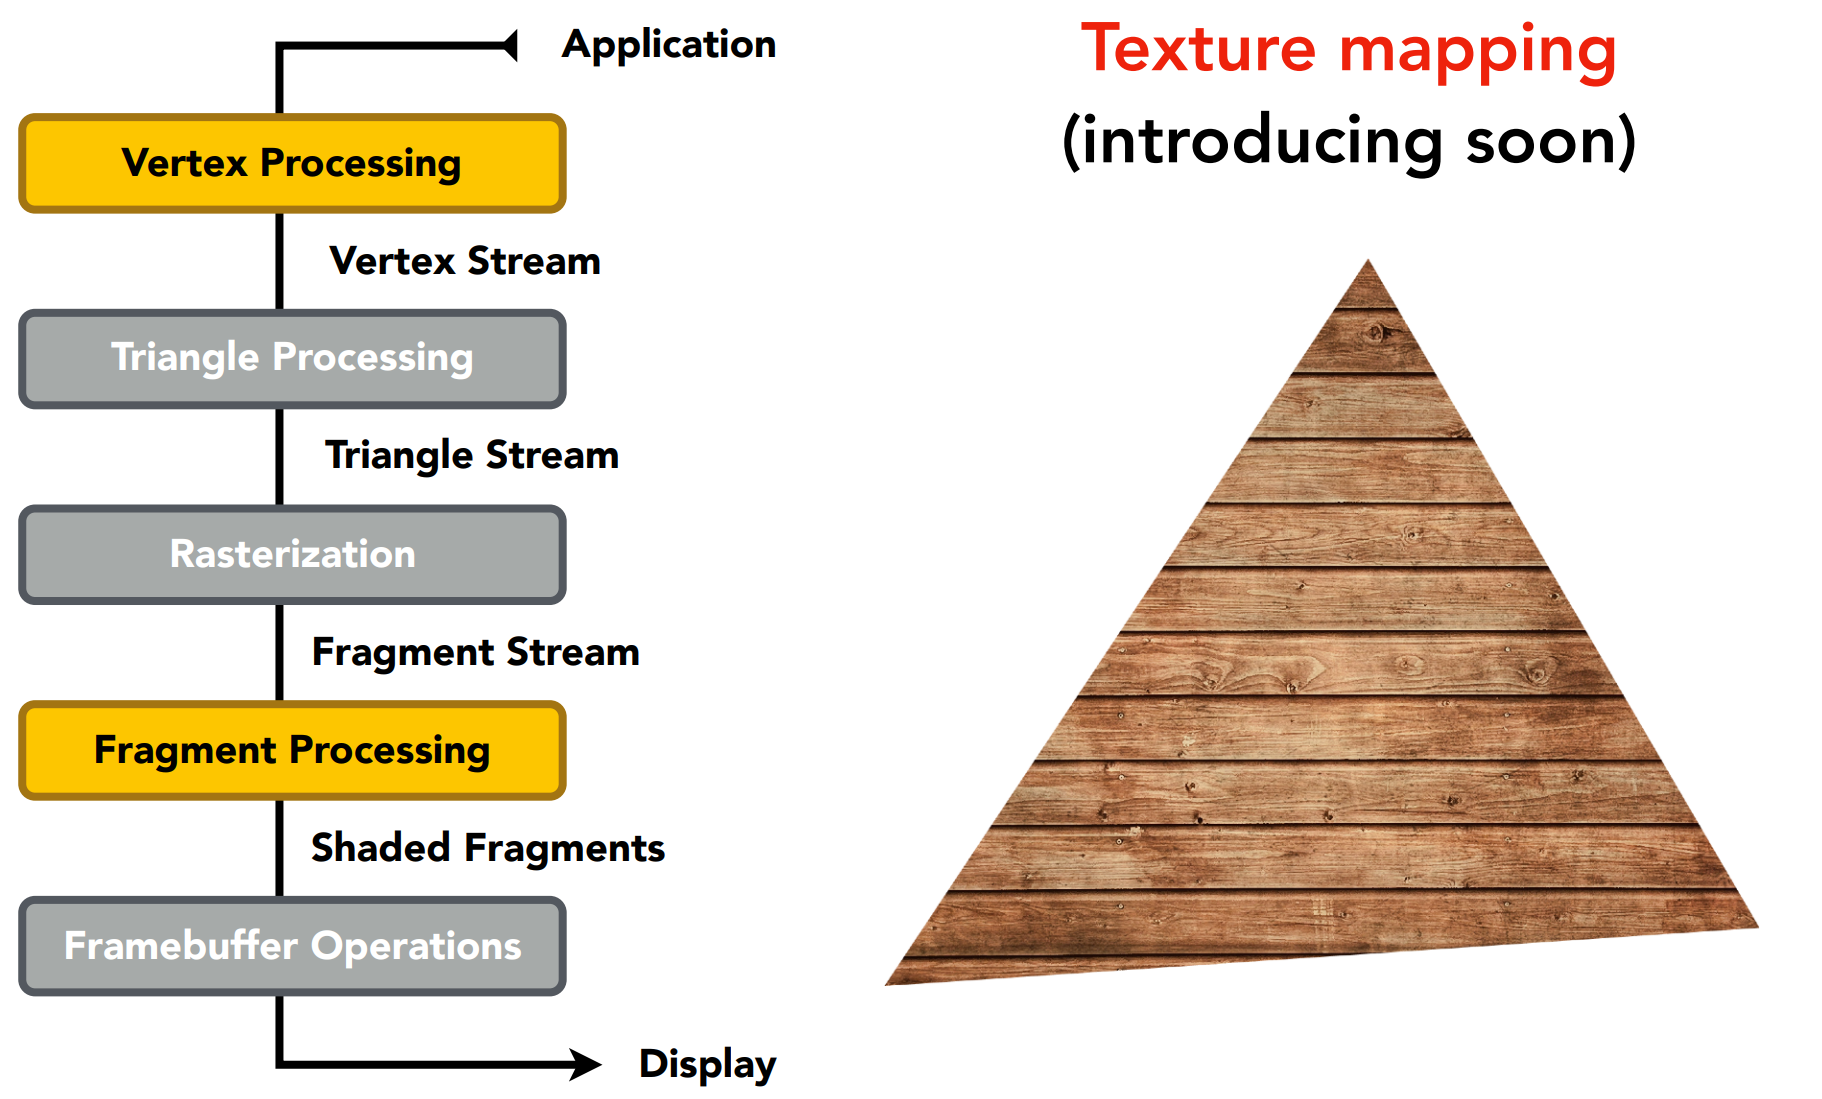 Application
Vertex Processing
Vertex Stream
Triangle Processing
Triangle Stream
Rasterization
Fragment Stream
Fragment Processing
Shaded Fragments
Framebuffer Operations
Display
Texture mapping
(introducing soon)